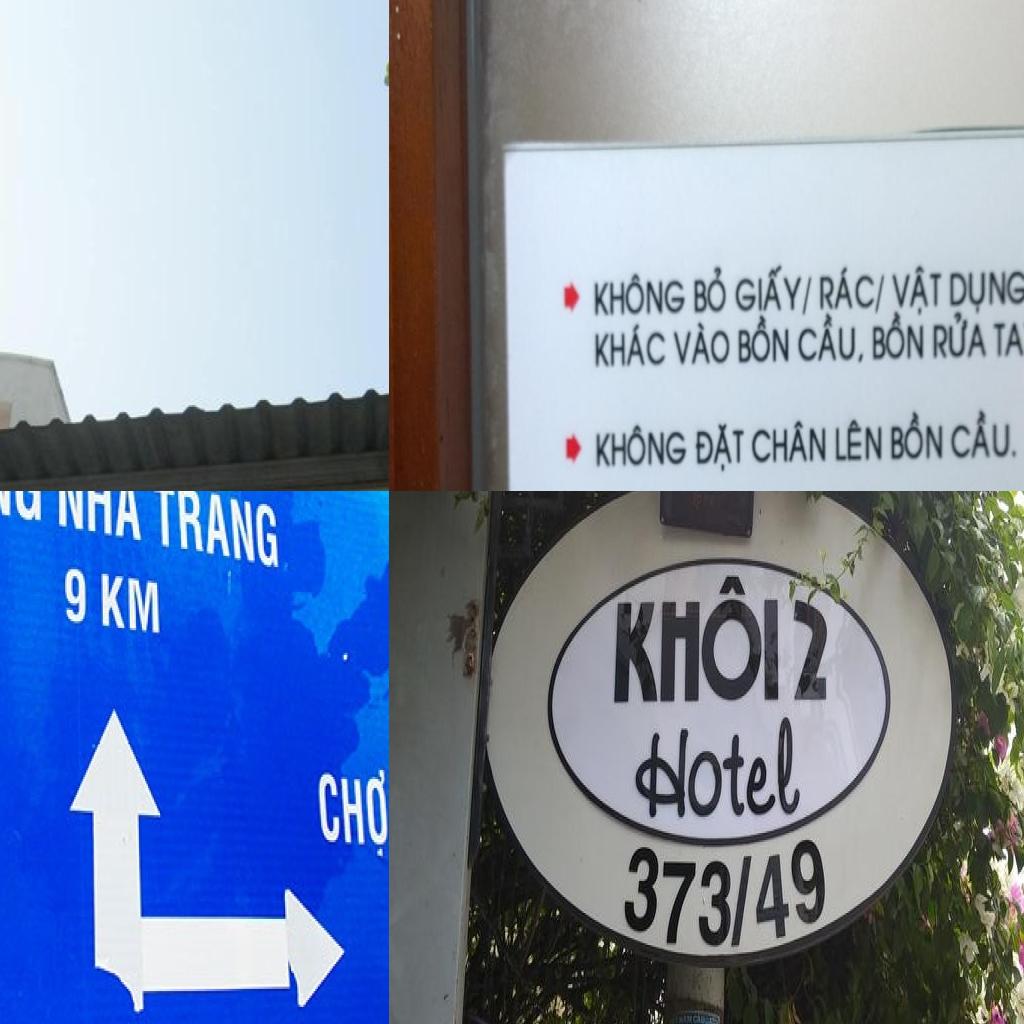 KHÔNG BỎ GIẤY/ RÁC/ VẬT DỤNG
KHÁC VÀO BỒN CẦU, BỒN RỬA
KHÔNG ĐẶT CHÂN LÊN BỒN CẦU.
NHA TRANG
9 KM
CHỢ
KHÔI 2
Hotel
373/49